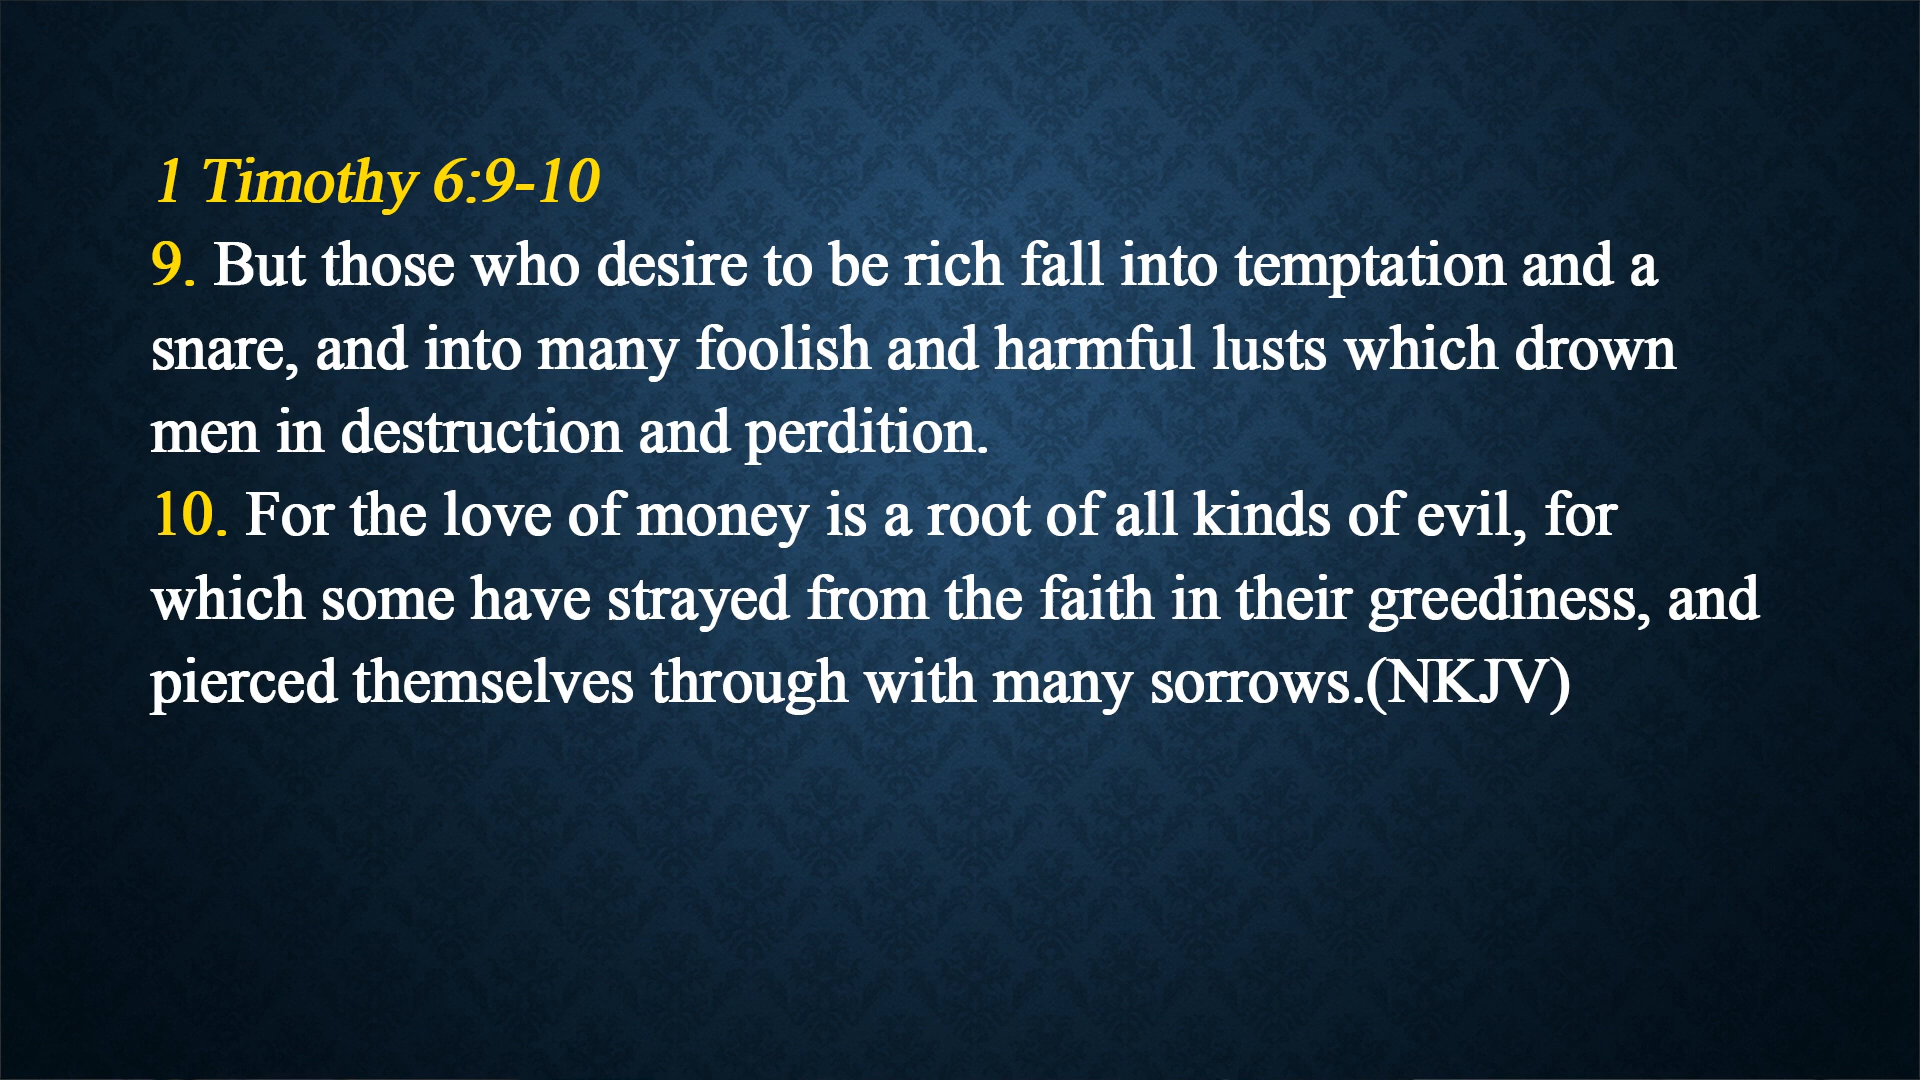 1 Timothy 6:9-10
9. But those who desire to be rich fall into temptation and a
snare, and into many foolish and harmful lusts which drown
men in destruction and perdition.
10. For the love of money is a root of all kinds of evil, for
which some have strayed from the faith in their greediness, and
pierced themselves through with many sorrows.(NKJV)